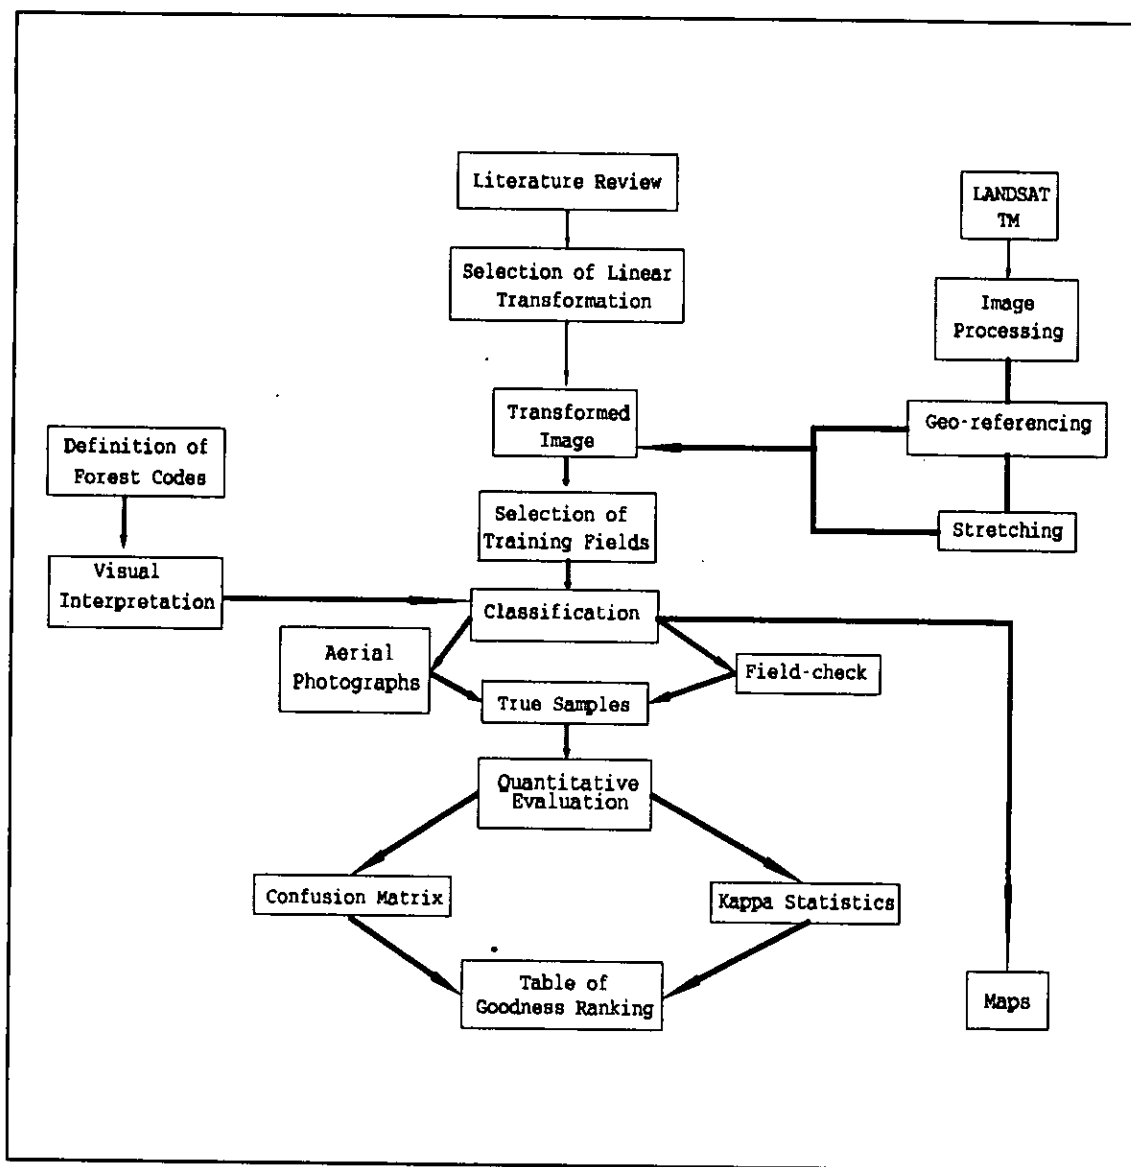 Literature Review
LANDSAT
TM
Selection of Linear
Transformation
Image
Processing
Transformed
Image
Geo-referencing
Definition of
Forest Codes
Selection of
Training Fields
Stretching
Visual
Interpretation
Classification
Aerial
Photographs
Field-check
True Samples
Quantitative
Evaluation
Confusion Matrix
Kappa Statistics
Table of
Goodness Ranking
Maps